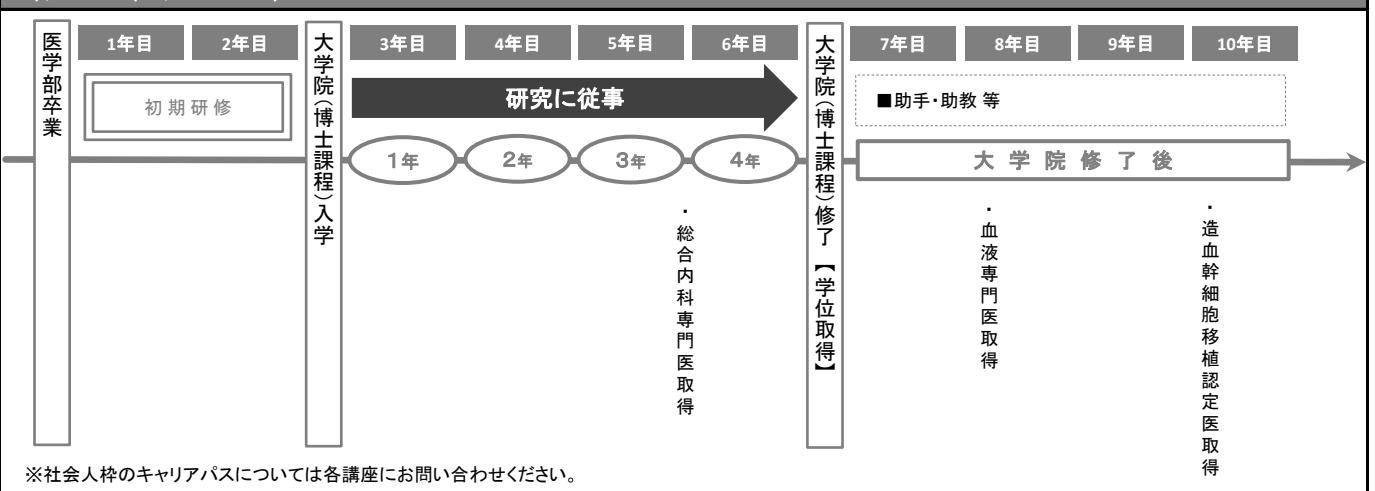 医学部卒業
1年目
2年目
初期研修
大学院(博士課程)入学
3年目
4年目
5年目
6年目
研究に従事
1年
2年
3年
4年
・総合内科専門医取得
大学院(博士課程)修了【学位取得】
7年目
8年目
9年目
10年目
■助手・助教 等
大学院修了後
・血液専門医取得
・造血幹細胞移植認定医取得
※社会人枠のキャリアパスについては各講座にお問い合わせください。